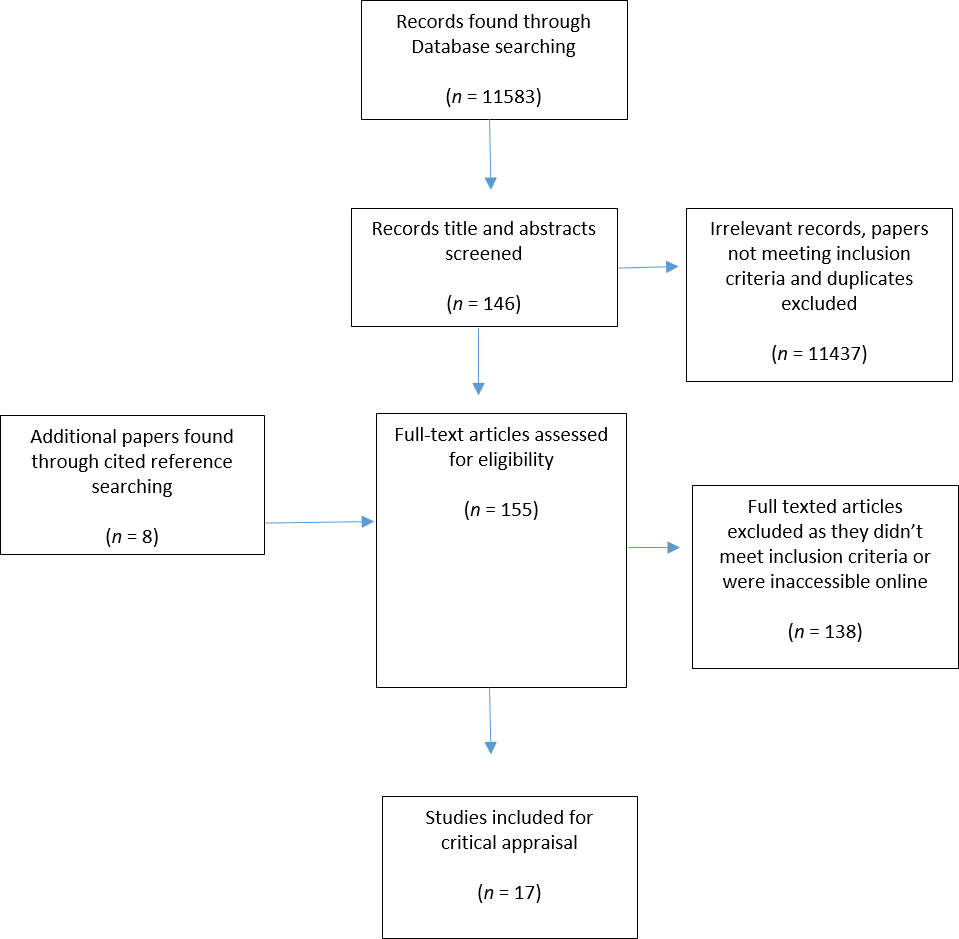 Records found through
Database searching
(n = 11583)
Records title and abstracts
screened
(n = 146)
Irrelevant records, papers
not meeting inclusion
criteria and duplicates
excluded
(n = 11437)
Additional papers found
through cited reference
searching
(n = 8)
Full-text articles assessed
for eligibility
(n = 155)
Full texted articles
excluded as they didn’t
meet inclusion criteria or
were inaccessible online
(n = 138)
Studies included for
critical appraisal
(n = 17)